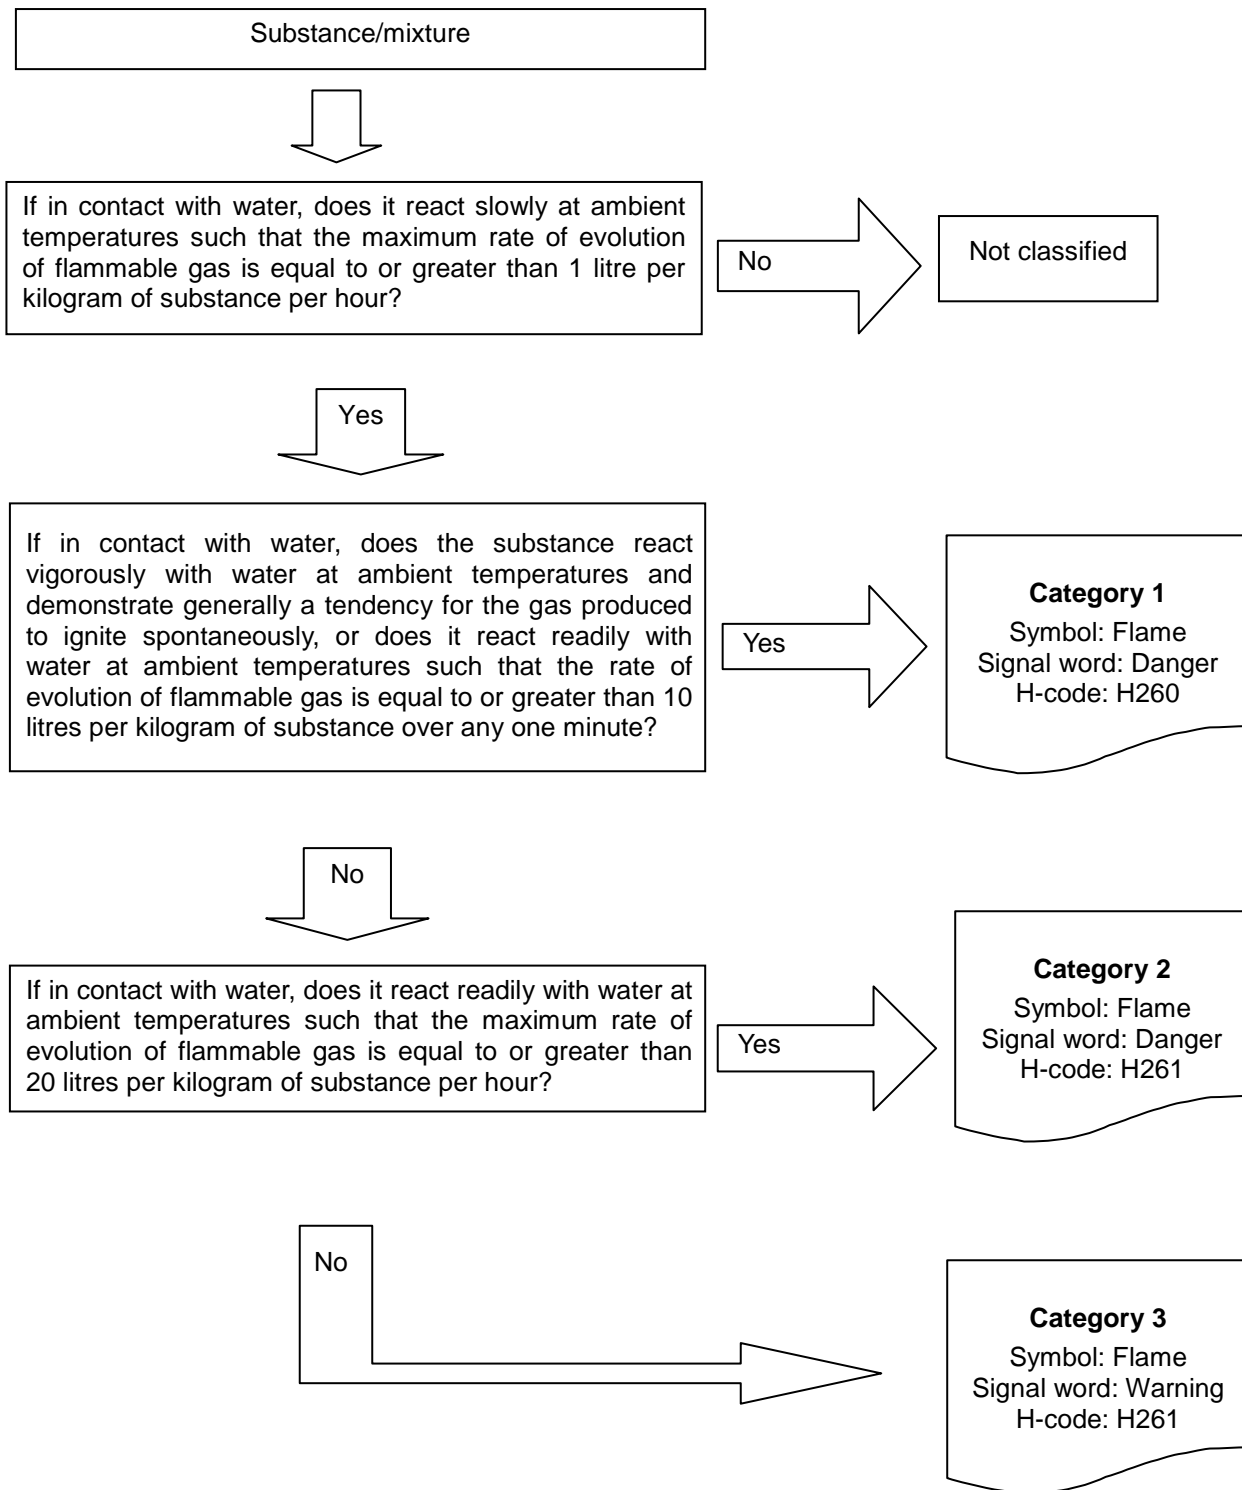 Substance/mixture
If in contact with water, does it react slowly at ambient
temperatures such that the maximum rate of evolution
of flammable gas is equal to or greater than 1 litre per
kilogram of substance per hour?
No
Not classified
Yes
If in contact with water, does the substance react
vigorously with water at ambient temperatures and
demonstrate generally a tendency for the gas produced
to ignite spontaneously, or does it react readily with
water at ambient temperatures such that the rate of
evolution of flammable gas is equal to or greater than 10
litres per kilogram of substance over any one minute?
Yes
Category 1
Symbol: Flame
Signal word: Danger
H-code: H260
No
If in contact with water, does it react readily with water at
ambient temperatures such that the maximum rate of
evolution of flammable gas is equal to or greater than
20 litres per kilogram of substance per hour?
Yes
Category 2
Symbol: Flame
Signal word: Danger
H-code: H261
No
Category 3
Symbol: Flame
Signal word: Warning
H-code: H261